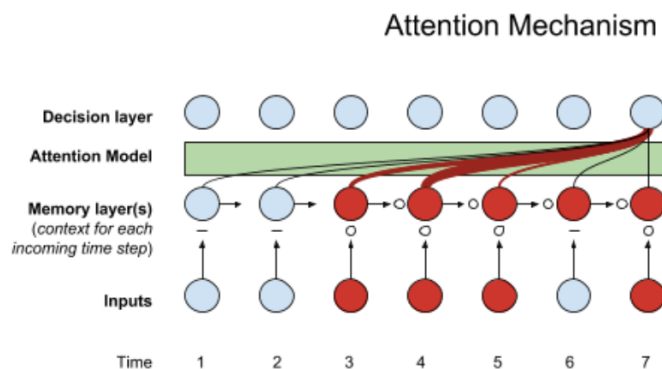 Attention Mechanism
Decision layer
Attention Model
Memory layer(s)
(context for each
incoming time step)
Inputs
Time 1 2 3 4 5 6 7